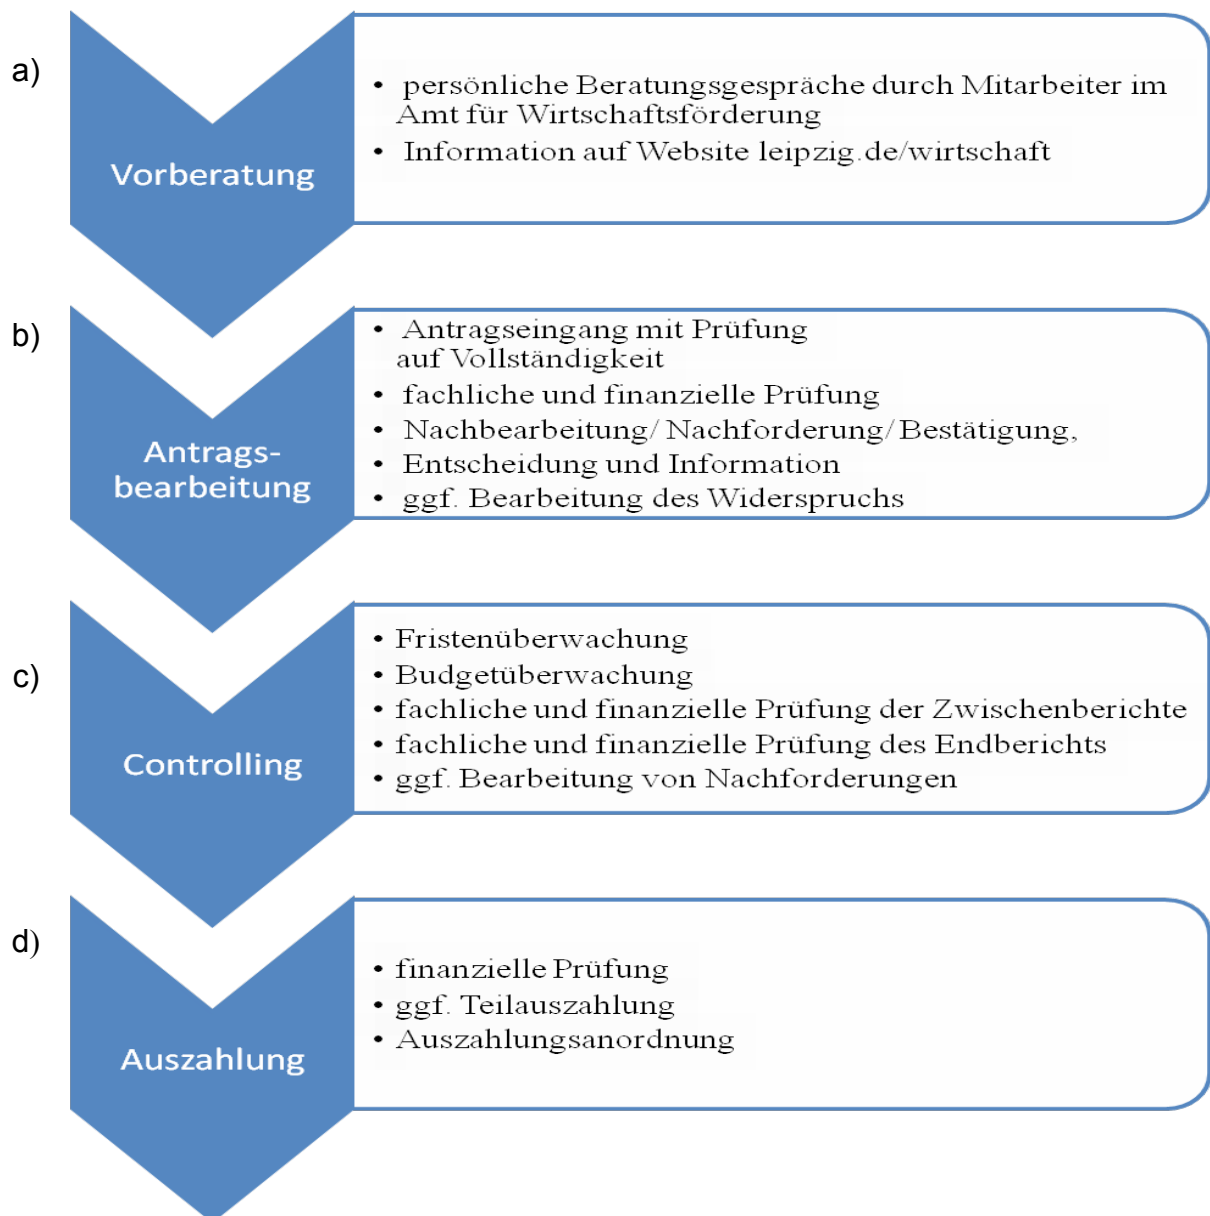 a)
Vorberatung
• persönliche Beratungsgespräche durch Mitarbeiter im
Amt für Wirtschaftsförderung
• Information auf Website leipzig.de/wirtschaft
b)
Antrags-
bearbeitung
• Antragseingang mit Prüfung
auf Vollständigkeit
• fachliche und finanzielle Prüfung
• Nachbearbeitung/ Nachforderung/ Bestätigung,
• Entscheidung und Information
• ggf. Bearbeitung des Widerspruchs
c)
Controlling
• Fristenüberwachung
• Budgetüberwachung
• fachliche und finanzielle Prüfung der Zwischenberichte
• fachliche und finanzielle Prüfung des Endberichts
• ggf. Bearbeitung von Nachforderungen
d)
Auszahlung
• finanzielle Prüfung
• ggf. Teilauszahlung
• Auszahlungsanordnung